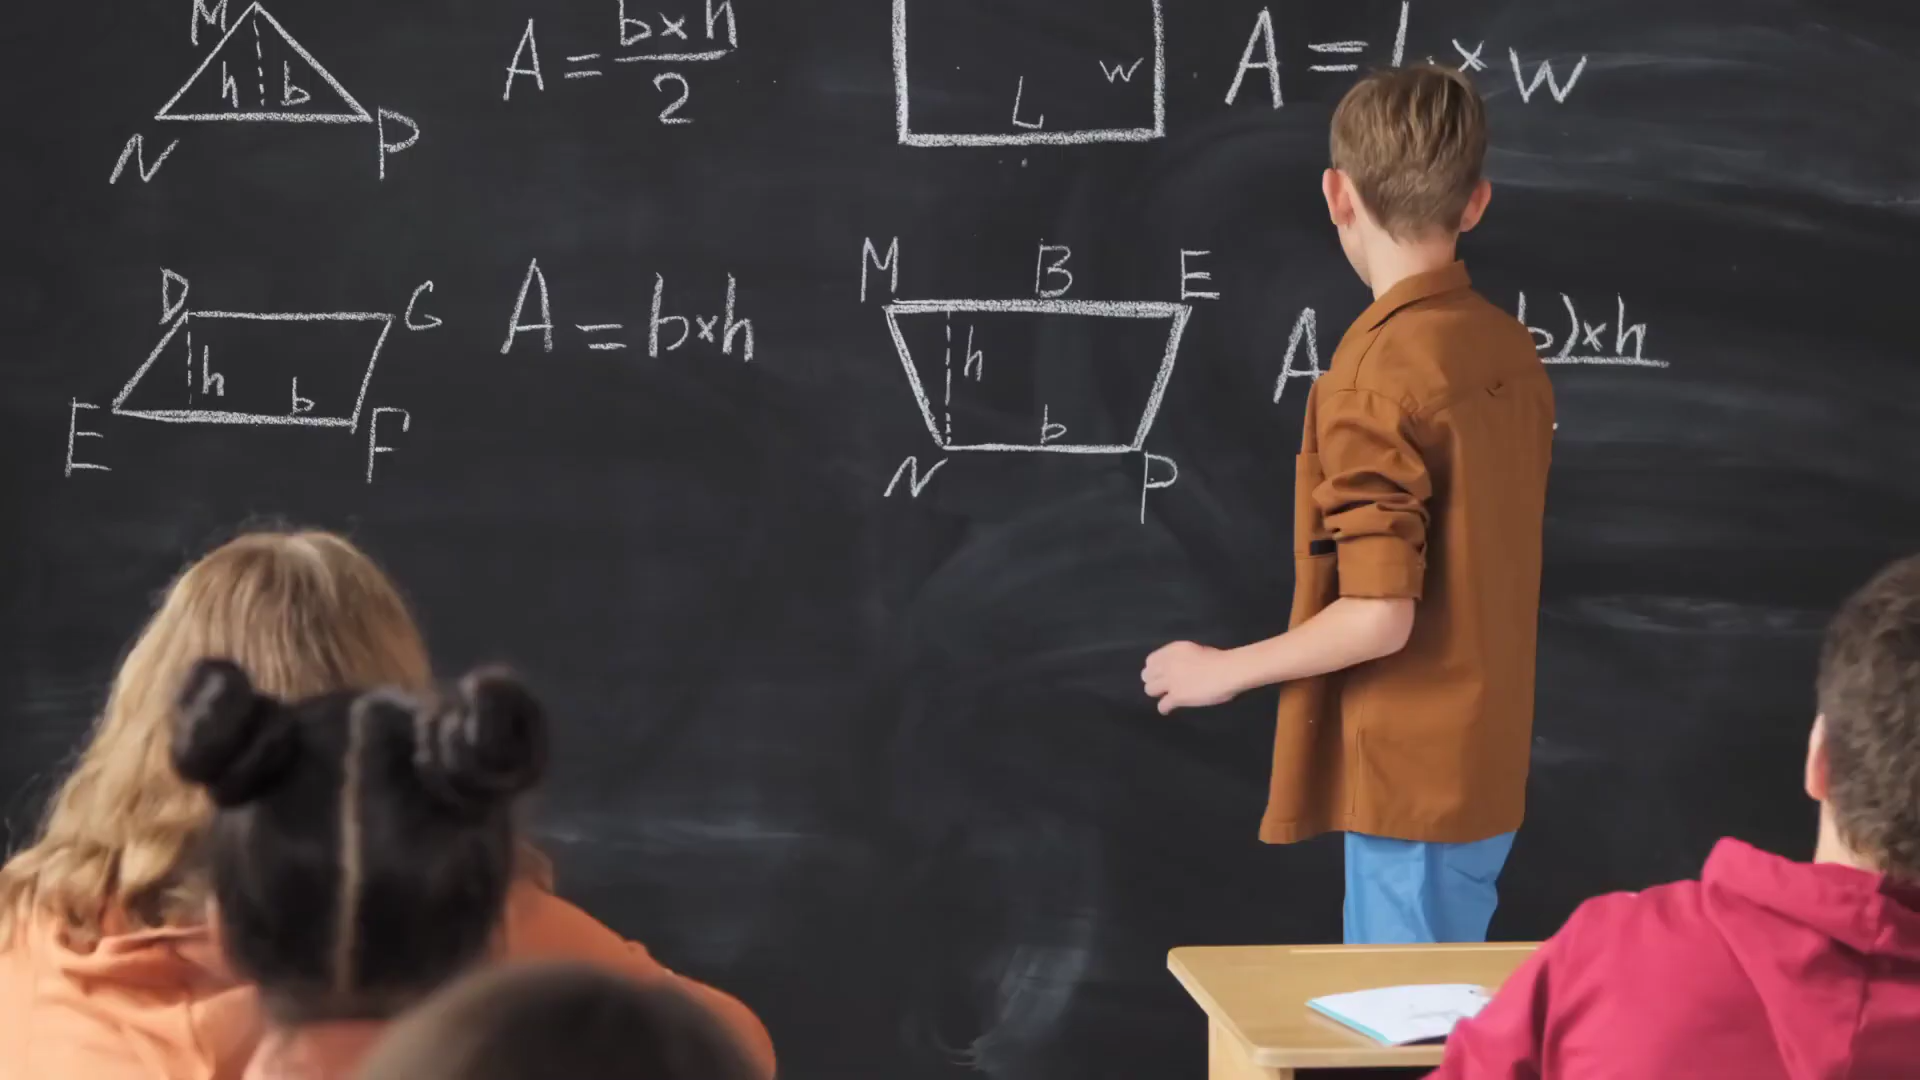 M
h b
N P
A = b×h
2
L w
A = L × w
D G
h b
E F
A = b×h
M B E
h
b
N P
A b)×h